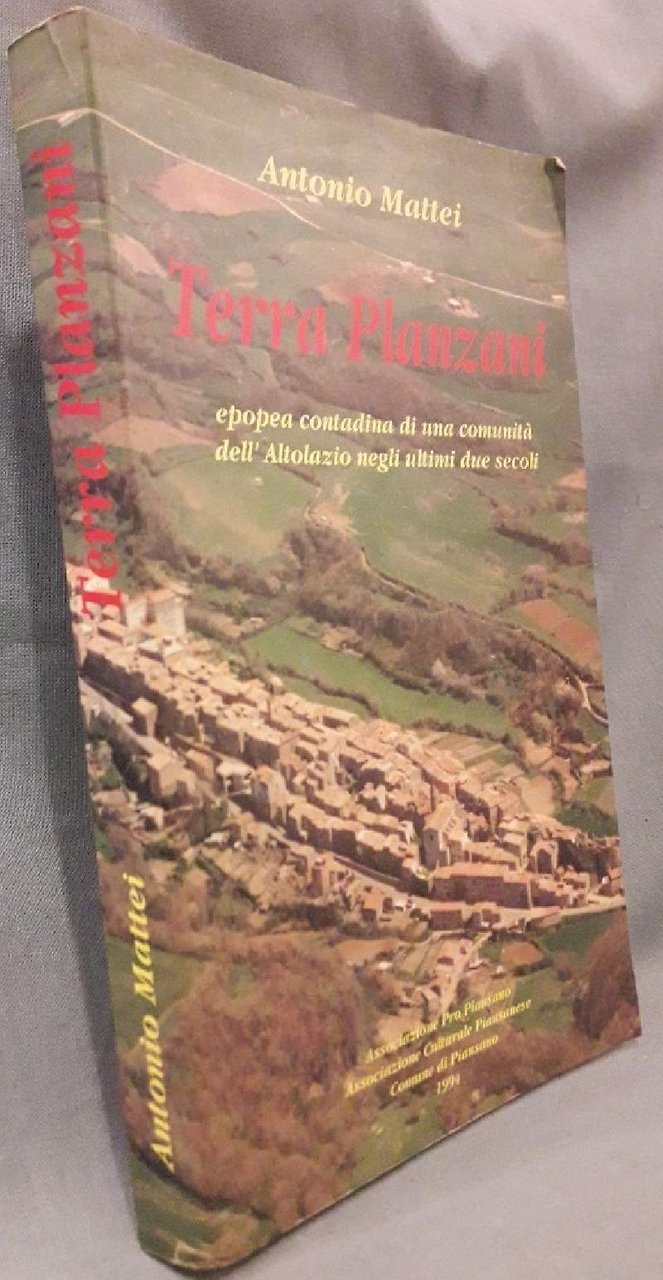 Antonio Mattei
Terra Planzani
epopea contadina di una comunità
dell'Altolazio negli ultimi due secoli
Associazione Pro Piansano
Associazione Culturale Piansanese
Comune di Piansano
1994
Terra Planzani
Antonio Mattei